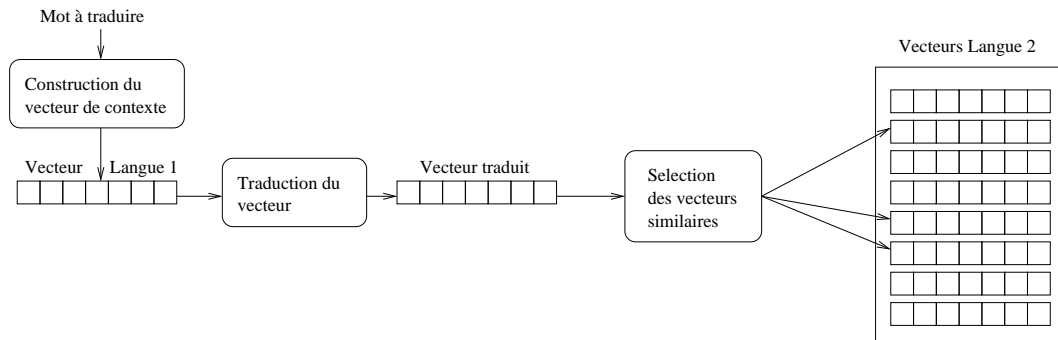 Mot à traduire
Construction du
vecteur de contexte
Vecteur Langue 1
Traduction du
vecteur
Vecteur traduit
Selection
des vecteurs
similaires
Vecteurs Langue 2